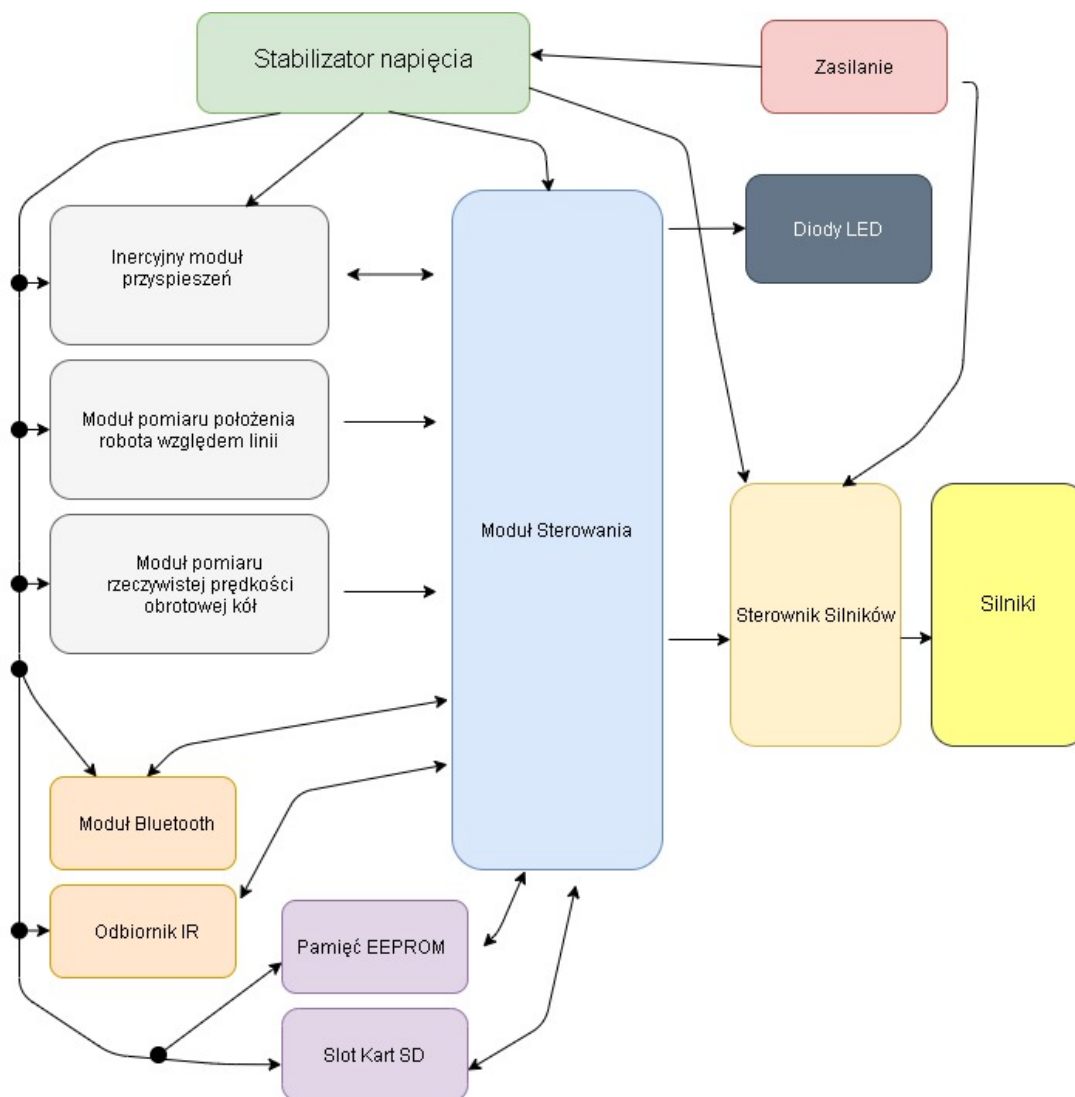 Stabilizator napięcia
Zasilanie
Diody LED
Inercyjny moduł
przyspieszeń
Moduł pomiaru położenia
robota względem linii
Moduł pomiaru
rzeczywistej prędkości
obrotowej kół
Moduł Sterowania
Sterownik Silników
Silniki
Moduł Bluetooth
Odbiornik IR
Pamięć EEPROM
Slot Kart SD